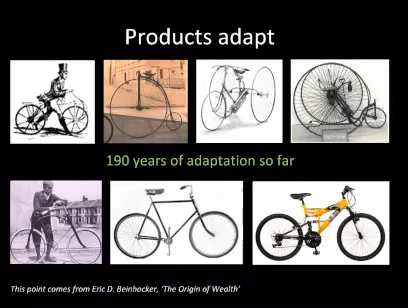 Products adapt
190 years of adaptation so far
This point comes from Eric D. Beinhocker, 'The Origin of Wealth'